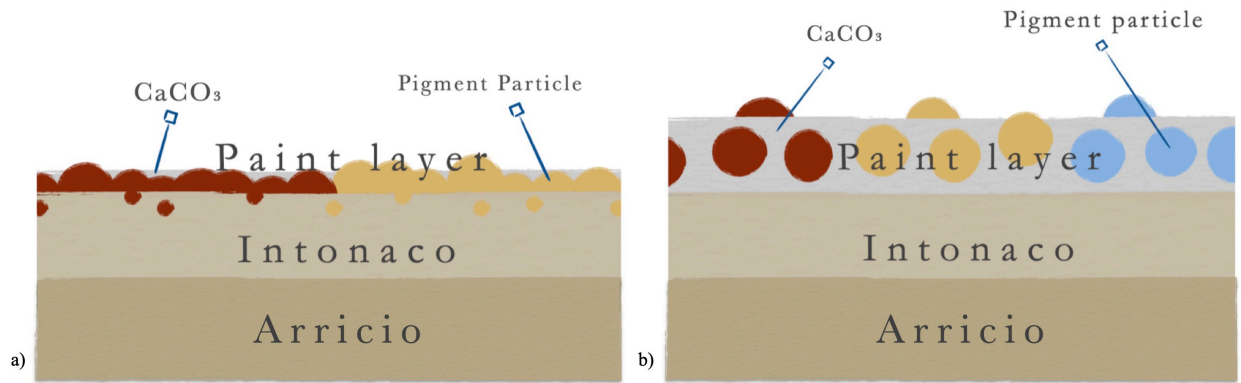 CaCO₃
Pigment Particle
Paint layer
Intonaco
Arricio
a)
CaCO₃
Pigment particle
Paint layer
Intonaco
Arricio
b)